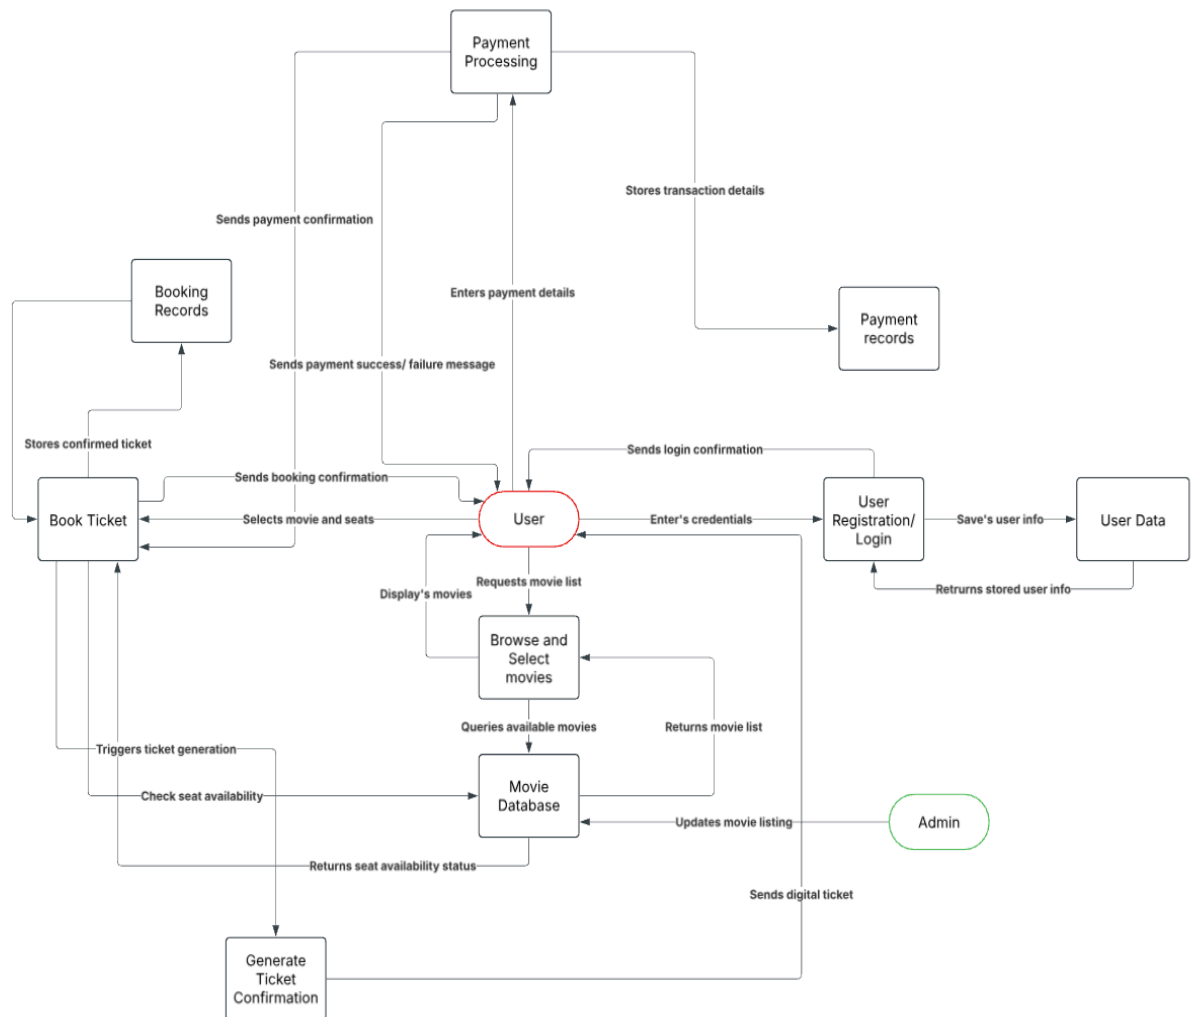 Payment
Processing
Stores transaction details
Sends payment confirmation
Booking
Records
Enters payment details
Payment
records
Sends payment success/ failure message
Stores confirmed ticket
Sends login confirmation
Sends booking confirmation
Book Ticket
Selects movie and seats
User
Enter's credentials
User
Registration/
Login
Save's user info
User Data
Requests movie list
Display's movies
Retrurns stored user info
Browse and
Select
movies
Queries available movies
Returns movie list
Triggers ticket generation
Movie
Database
Check seat availability
Updates movie listing
Admin
Returns seat availability status
Sends digital ticket
Generate
Ticket
Confirmation